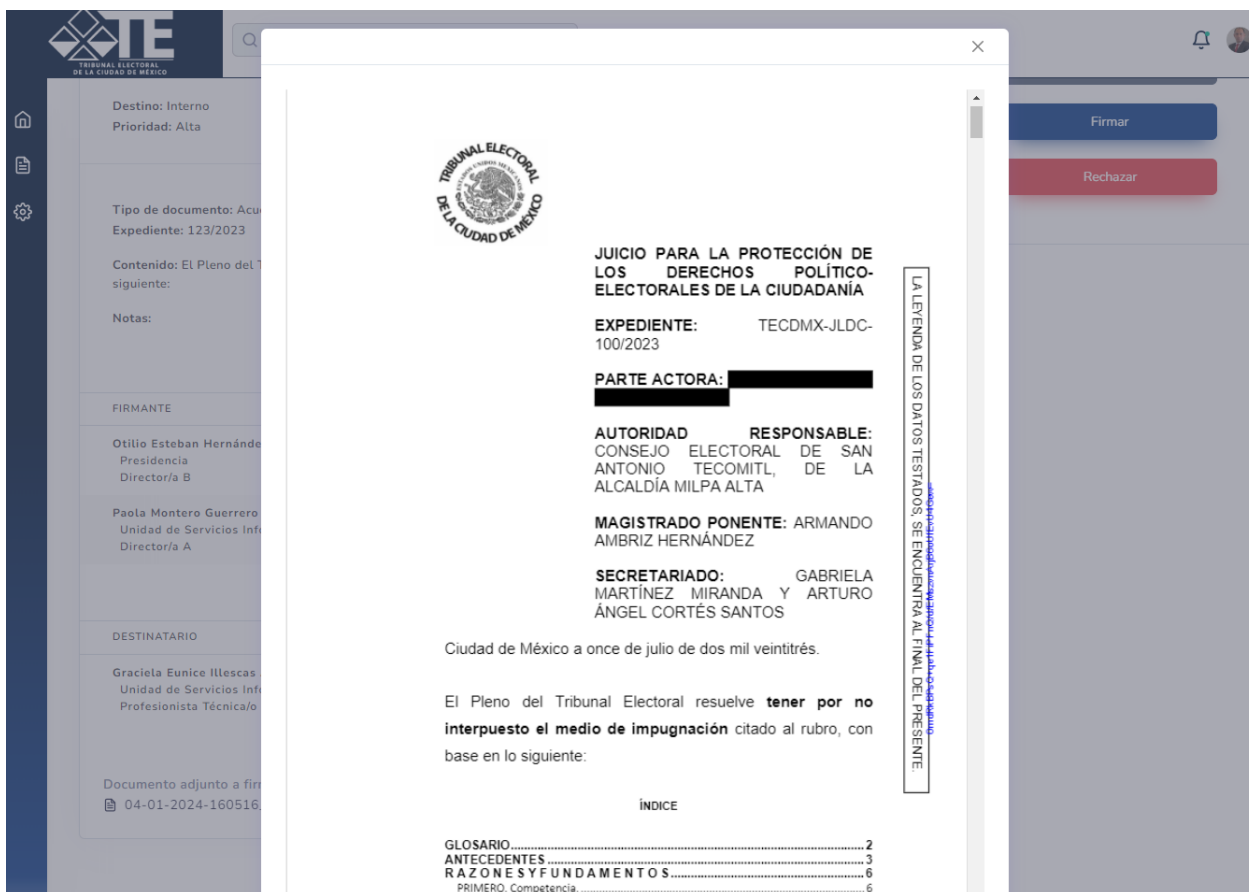 TE
TRIBUNAL ELECTORAL
DE LA CIUDAD DE MÉXICO
Destino: Interno
Prioridad: Alta
Tipo de documento:
Expediente: 123/2023
Contenido: El Pleno del
siguiente:
Notas:
FIRMANTE
Otilio Esteban
Presidencia
Director/a B
Paola Montero Guerrero
Unidad de Servicios
Director/a A
DESTINATARIO
Graciela Eunice Illescas
Unidad de Servicios
Profesionista Técnica/o
Documento adjunto a
04-01-2024-160516
Firmar
Rechazar
TRIBUNAL ELECTORAL
DE LA CIUDAD DE MÉXICO
JUICIO PARA LA PROTECCIÓN DE
LOS DERECHOS POLÍTICO-
ELECTORALES DE LA CIUDADANÍA
EXPEDIENTE: TECDMX-JLDC-
100/2023
PARTE ACTORA:
AUTORIDAD RESPONSABLE:
CONSEJO ELECTORAL DE SAN
ANTONIO TECOMITL, DE LA
ALCALDÍA MILPA ALTA
MAGISTRADO PONENTE: ARMANDO
AMBRIZ HERNÁNDEZ
SECRETARIADO: GABRIELA
MARTÍNEZ MIRANDA Y ARTURO
ÁNGEL CORTÉS SANTOS
LA LEYENDA DE LOS DATOS TESTADOS, SE ENCUENTRA AL FINAL DEL PRESENTE.
Ciudad de México a once de julio de dos mil veintitrés.
El Pleno del Tribunal Electoral resuelve tener por no
interpuesto el medio de impugnación citado al rubro, con
base en lo siguiente:
ÍNDICE
GLOSARIO 2
ANTECEDENTES 3
R A Z O N E S Y F U N D A M E N T O S 6
PRIMERO. Competencia. 6